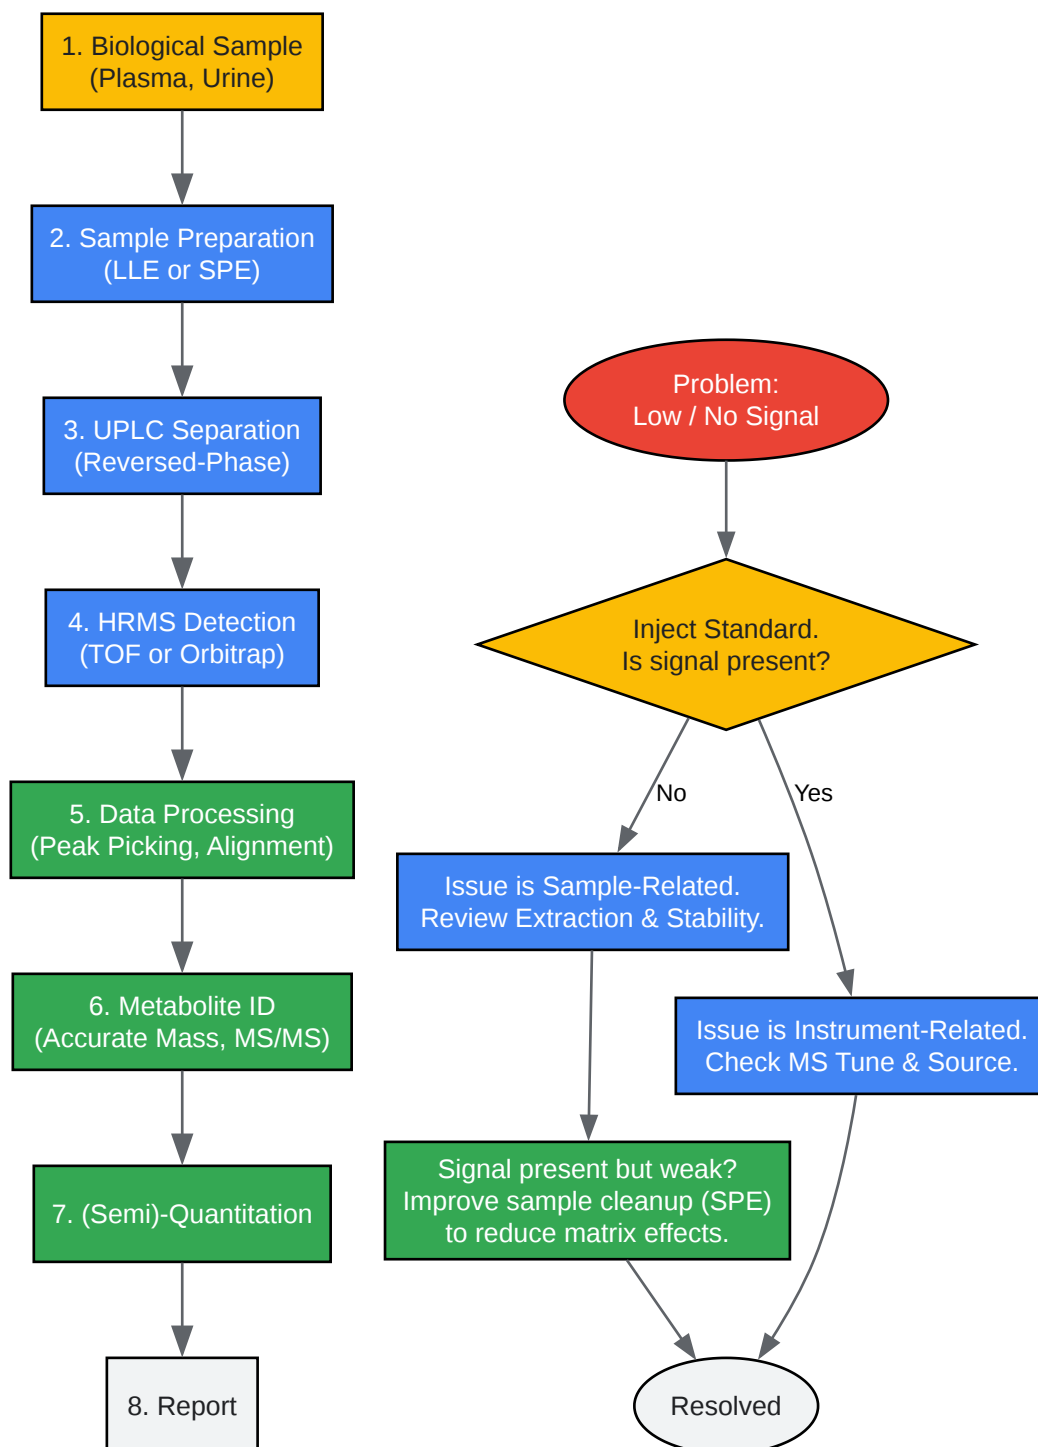 1. Biological Sample
(Plasma, Urine)
2. Sample Preparation
(LLE or SPE)
3. UPLC Separation
(Reversed-Phase)
4. HRMS Detection
(TOF or Orbitrap)
5. Data Processing
(Peak Picking, Alignment)
6. Metabolite ID
(Accurate Mass, MS/MS)
7. (Semi)-Quantitation
8. Report
Problem:
Low / No Signal
Inject Standard.
Is signal present?
No
Yes
Issue is Sample-Related.
Review Extraction & Stability.
Issue is Instrument-Related.
Check MS Tune & Source.
Signal present but weak?
Improve sample cleanup (SPE)
to reduce matrix effects.
Resolved